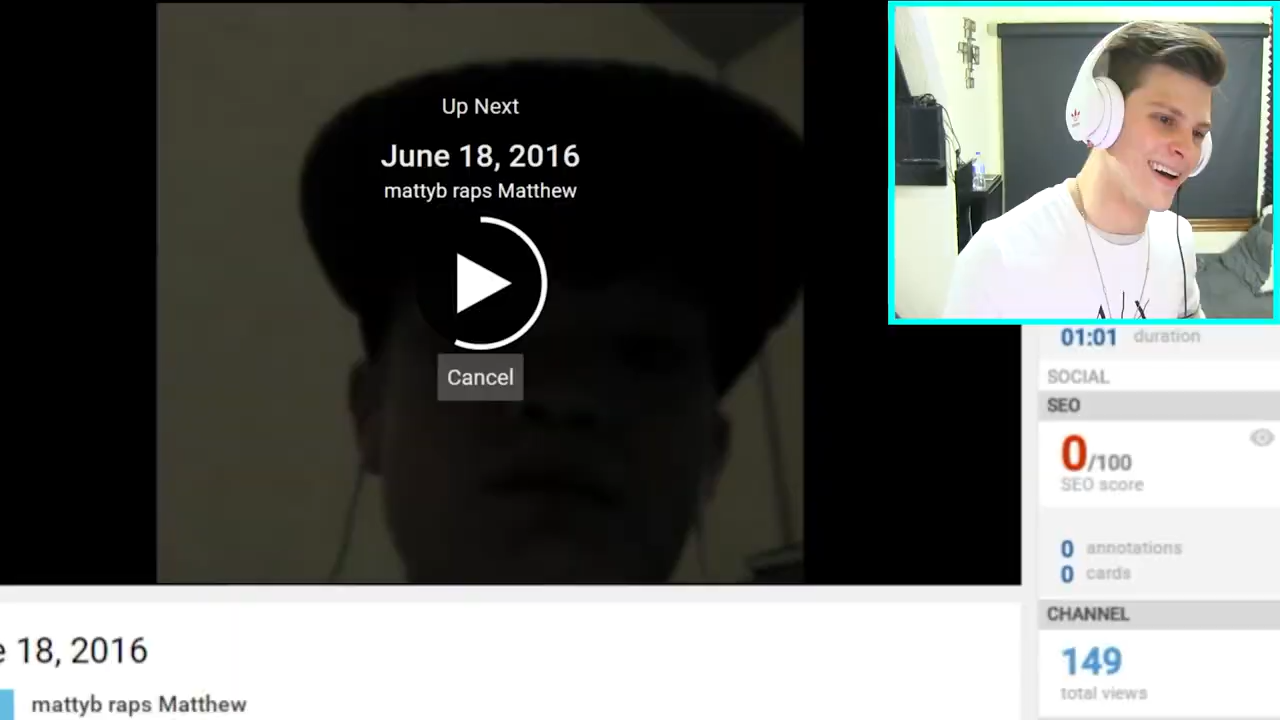 Up Next
June 18, 2016
mattyb raps Matthew
Cancel
01:01 duration
SOCIAL
SEO
0/100
SEO score
0 annotations
0 cards
CHANNEL
149
total views
18, 2016
mattyb raps Matthew